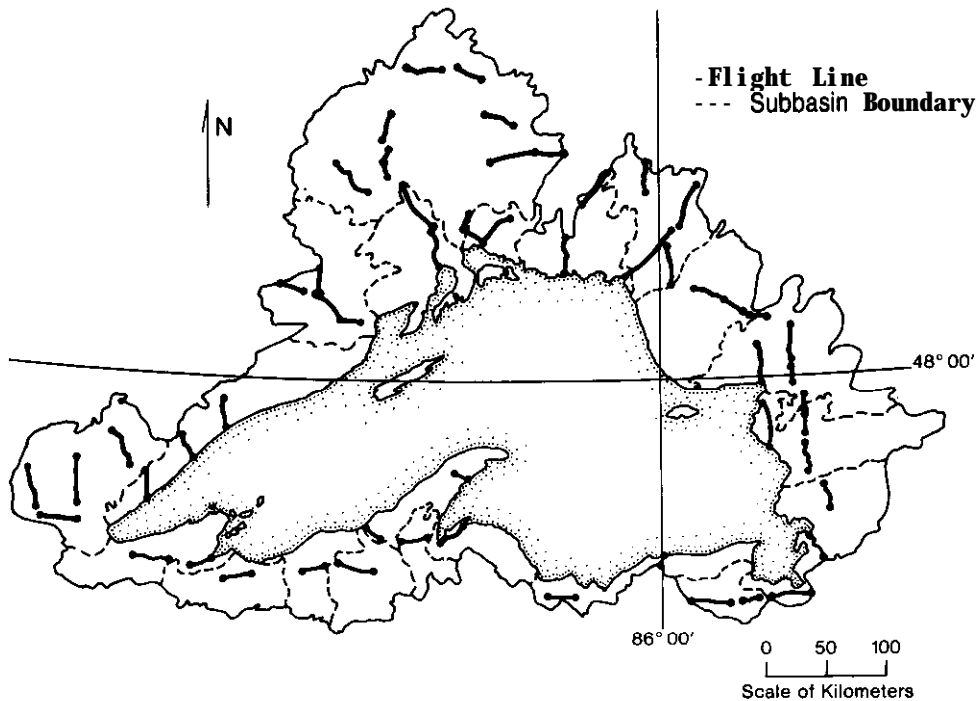 - Flight Line
--- Subbasin Boundary
N
48° 00'
86° 00'
0 50 100
Scale of Kilometers